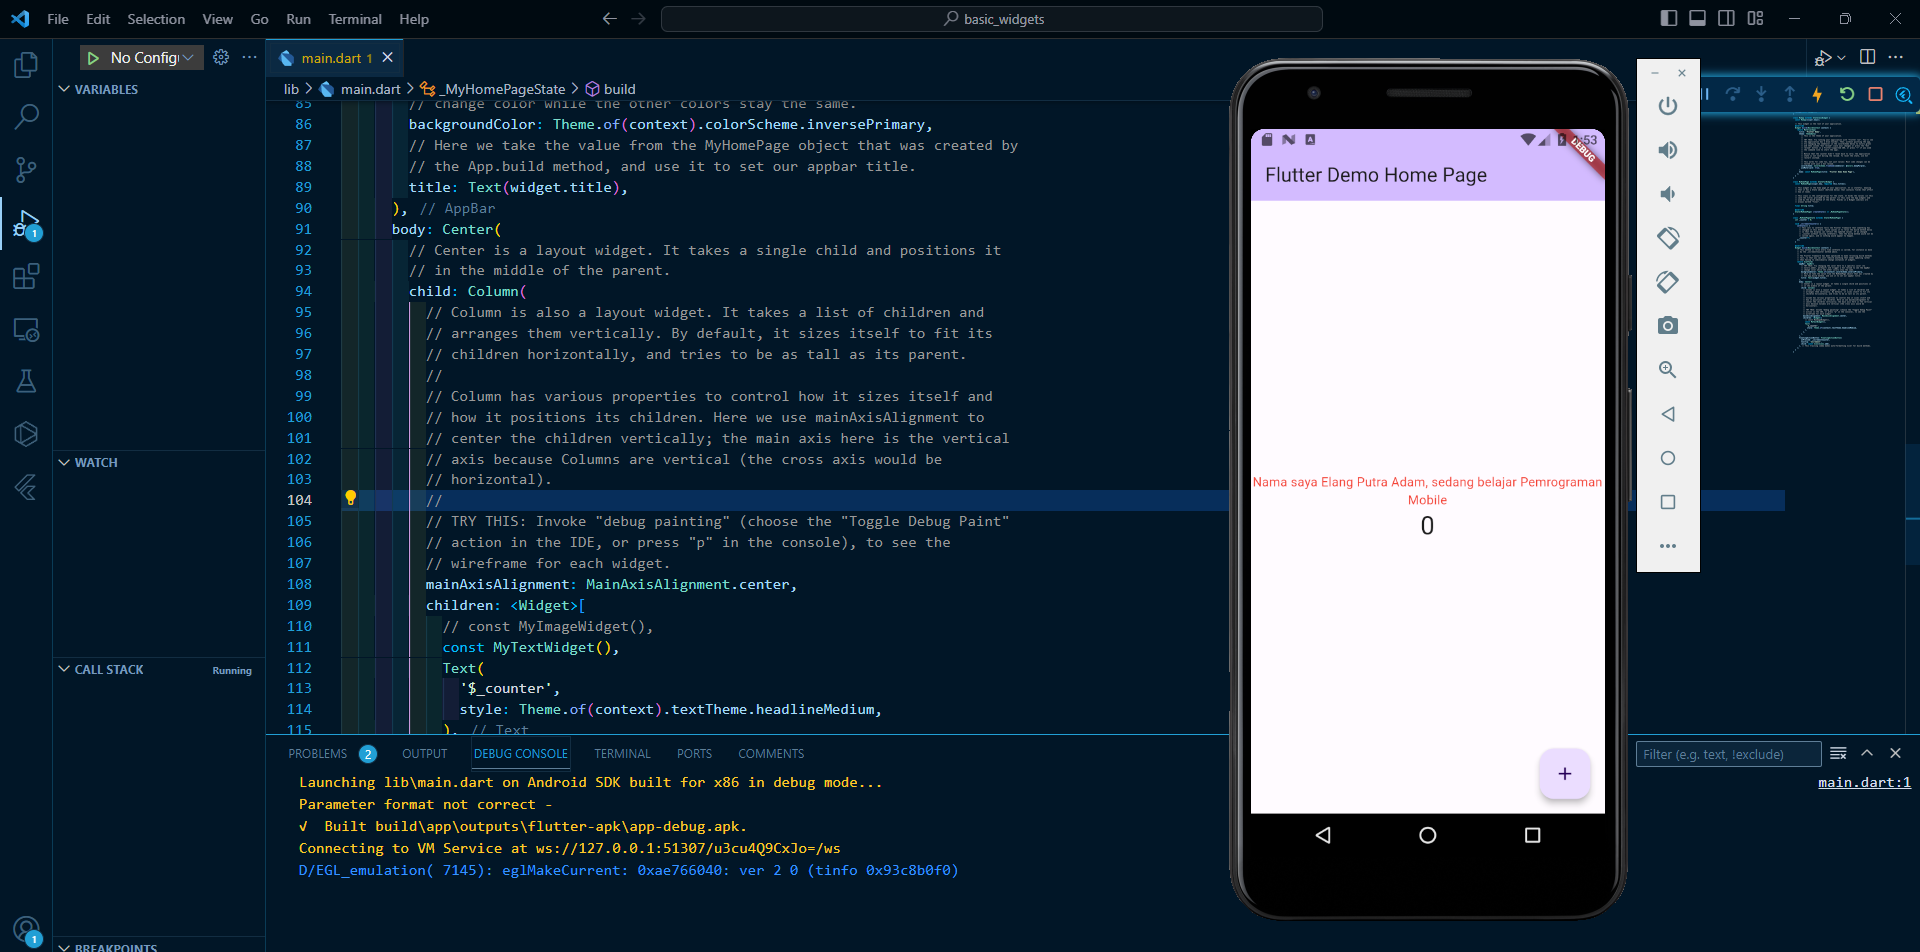 File Edit Selection View Go Run Terminal Help
basic_widgets
No Config
main.dart 1
lib > main.dart > _MyHomePageState > build
VARIABLES
85 // change color while the other colors stay the same.
86 backgroundColor: Theme.of(context).colorScheme.inversePrimary,
87 // Here we take the value from the MyHomePage object that was created by
88 // the App.build method, and use it to set our appbar title.
89 title: Text(widget.title),
90 ), // AppBar
91 body: Center(
92 // Center is a layout widget. It takes a single child and positions it
93 // in the middle of the parent.
94 child: Column(
95 // Column is also a layout widget. It takes a list of children and
96 // arranges them vertically. By default, it sizes itself to fit its
97 // children horizontally, and tries to be as tall as its parent.
98 //
99 // Column has various properties to control how it sizes itself and
100 // how it positions its children. Here we use mainAxisAlignment to
101 // center the children vertically; the main axis here is the vertical
102 // axis because Columns are vertical (the cross axis would be
103 // horizontal).
104 //
105 // TRY THIS: Invoke "debug painting" (choose the "Toggle Debug Paint"
106 // action in the IDE, or press "p" in the console), to see the
107 // wireframe for each widget.
108 mainAxisAlignment: MainAxisAlignment.center,
109 children: <Widget>[
110 // const MyImageWidget(),
111 const MyTextWidget(),
112 Text(
113 '$_counter',
114 style: Theme.of(context).textTheme.headlineMedium,
115 ), // Text
WATCH
CALL STACK
Running
BREAKPOINTS
1
1
PROBLEMS 2 OUTPUT DEBUG CONSOLE TERMINAL PORTS COMMENTS
Filter (e.g. text, !exclude)
Launching lib\main.dart on Android SDK built for x86 in debug mode...
main.dart:1
Parameter format not correct -
√ Built build\app\outputs\flutter-apk\app-debug.apk.
Connecting to VM Service at ws://127.0.0.1:51307/u3cu4Q9CxJo=/ws
D/EGL_emulation( 7145): eglMakeCurrent: 0xae766040: ver 2 0 (tinfo 0x93c8b0f0)
DEBUG
Flutter Demo Home Page
Nama saya Elang Putra Adam, sedang belajar Pemrograman
Mobile
0
+